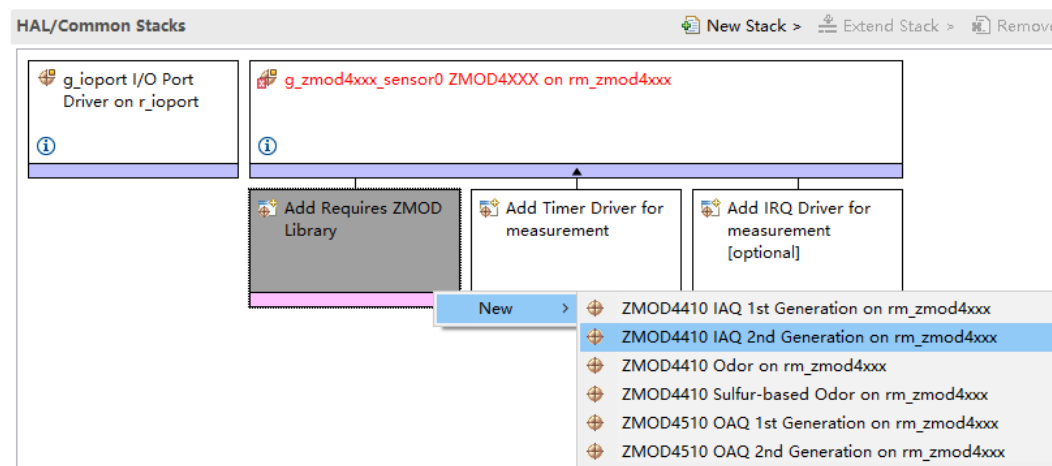 HAL/Common Stacks
New Stack >
Extend Stack >
Remove
g_ioport I/O Port
Driver on r_ioport
g_zmod4xxx_sensor0 ZMOD4XXX on rm_zmod4xxx
Add Requires ZMOD
Library
Add Timer Driver for
measurement
Add IRQ Driver for
measurement
[optional]
New >
ZMOD4410 IAQ 1st Generation on rm_zmod4xxx
ZMOD4410 IAQ 2nd Generation on rm_zmod4xxx
ZMOD4410 Odor on rm_zmod4xxx
ZMOD4410 Sulfur-based Odor on rm_zmod4xxx
ZMOD4510 OAQ 1st Generation on rm_zmod4xxx
ZMOD4510 OAQ 2nd Generation on rm_zmod4xxx